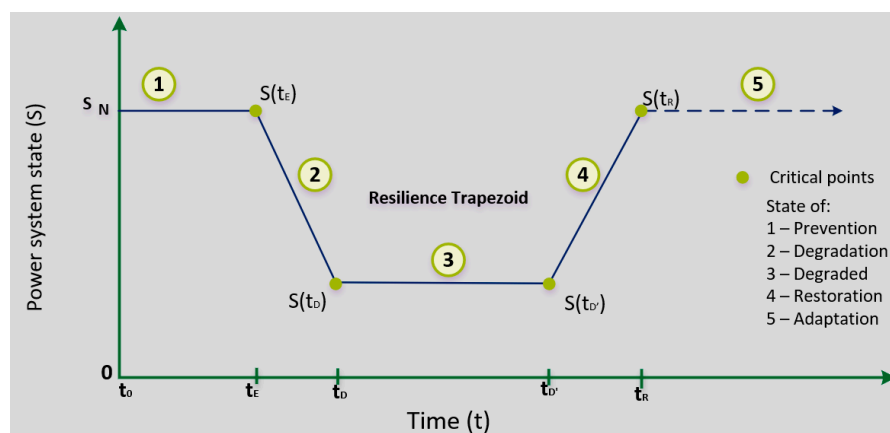 1
S(tE)
S(tR)
5
S N
2
4
Resilience Trapezoid
Critical points
State of:
1 – Prevention
2 – Degradation
3 – Degraded
4 – Restoration
5 – Adaptation
3
S(tD)
S(tD')
Power system state (S)
0
t0
tE
tD
tD'
tR
Time (t)